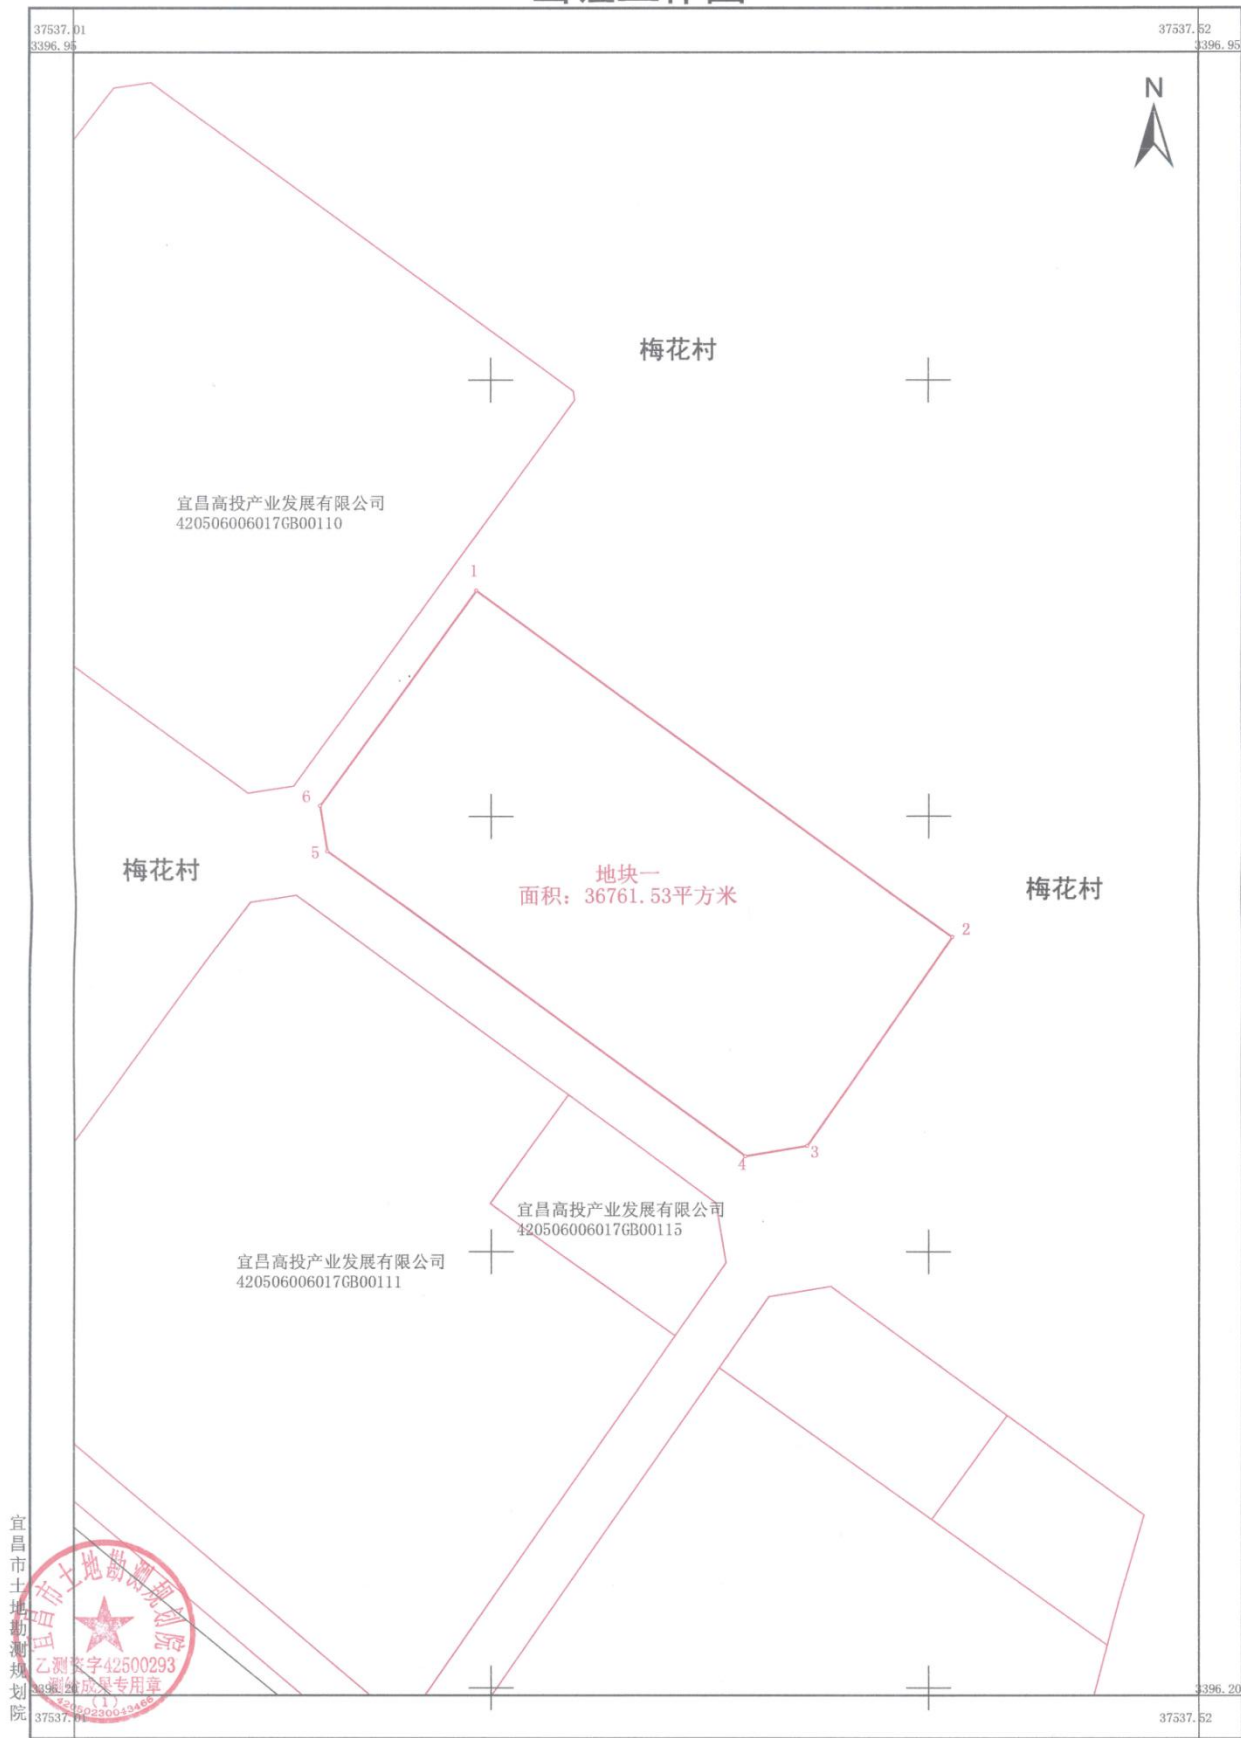 37537.01
3396.95
37537.52
3396.95
N
梅花村
宜昌高投产业发展有限公司
420506006017GB00110
1
6
5
梅花村
地块一
面积：36761.53平方米
梅花村
2
3
4
宜昌高投产业发展有限公司
420506006017GB00115
宜昌高投产业发展有限公司
420506006017GB00111
宜昌市土地勘测规划院
宜昌市土地勘测规划院
乙测资字42500293
测绘成果专用章
(1)
3396.20
37537.01
3396.20
37537.52